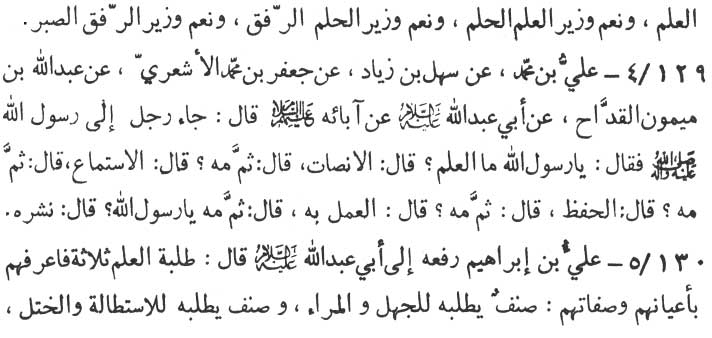 العلم ، ونعم وزير العلم الحلم ، ونعم وزير الحلم الرّفق ، ونعم وزير الرّفق الصبر.
١٢٩ / ٤ ــ عليُّ بن محمّد ، عن سهل بن زياد ، عن جعفر بن محمّد الأشعريّ ، عن عبدالله بن
ميمون القدَّاح ، عن أبي عبدالله عليه السلام عن آبائه عليهم السلام قال : جاء رجل إلى رسول الله
صلى الله عليه وآله فقال : يارسول الله ما العلم ؟ قال: الانصات، قال: ثمَّ مه ؟ قال: الاستماع، قال: ثمَّ
مه ؟ قال: الحفظ ، قال : ثمَّ مه ؟ قال : العمل به ، قال: ثمَّ مه يارسول الله؟ قال: نشره.
١٣٠ / ٥ ــ عليُّ بن إبراهيم رفعه إلى أبي عبدالله عليه السلام قال : طلبة العلم ثلاثة فاعرفهم
بأعيانهم وصفاتهم : صنفٌ يطلبه للجهل و المراء ، و صنف يطلبه للاستطالة والختل ،